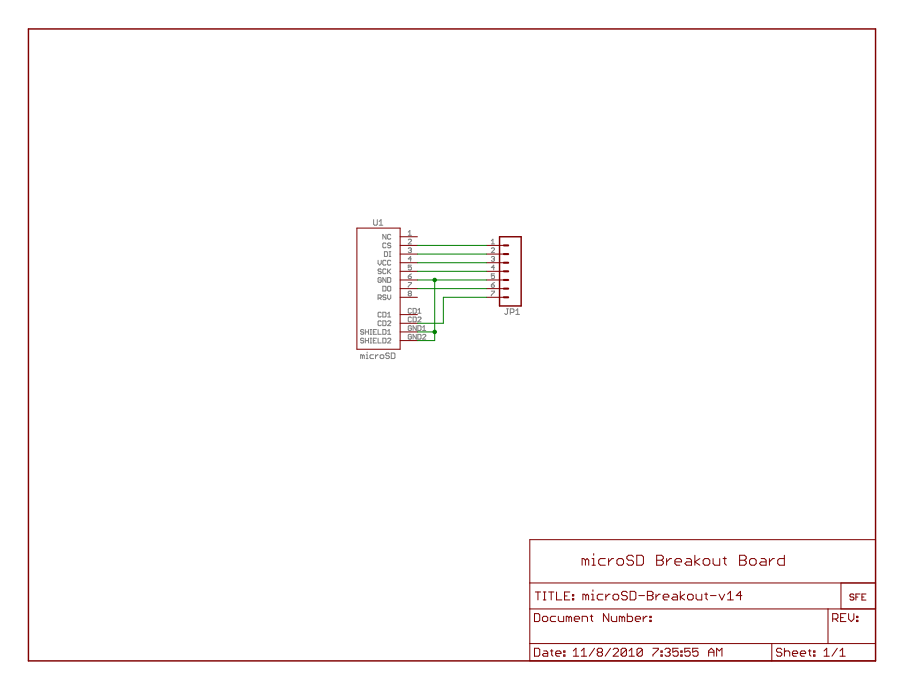 U1
NC 1
CS 2
DI 3
VCC 4
SCK 5
GND 6
DO 7
RSV 8
CD1 CD1
CD2 CD2
SHIELD1 GND1
SHIELD2 GND2
microSD
1
2
3
4
5
6
7
JP1
microSD Breakout Board
TITLE: microSD-Breakout-v14
SFE
Document Number:
REV:
Date: 11/8/2010 7:35:55 AM
Sheet: 1/1